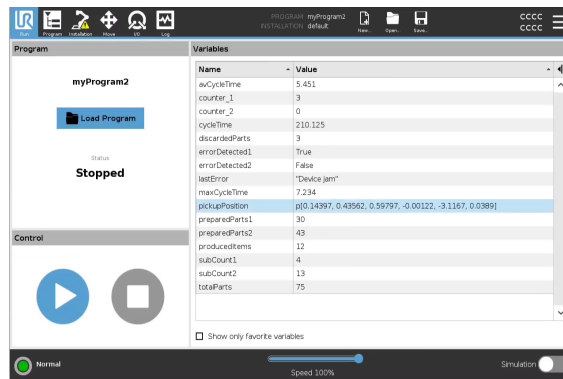 UR
PROGRAM myProgram2
INSTALLATION default
CCCC
CCCC
Run
Program
Installation
Move
I/O
Log
New...
Open...
Save...
Program
Variables
myProgram2
Load Program
Status
Stopped
Control
Name Value
avCycleTime 5.451
counter_1 3
counter_2 0
cycleTime 210.125
discardedParts 3
errorDetected1 True
errorDetected2 False
lastError "Device jam"
maxCycleTime 7.234
pickupPosition p[0.14397, 0.43562, 0.59797, -0.00122, -3.1167, 0.0389]
preparedParts1 30
preparedParts2 43
producedItems 12
subCount1 4
subCount2 13
totalParts 75
Show only favorite variables
Normal
Speed 100%
Simulation